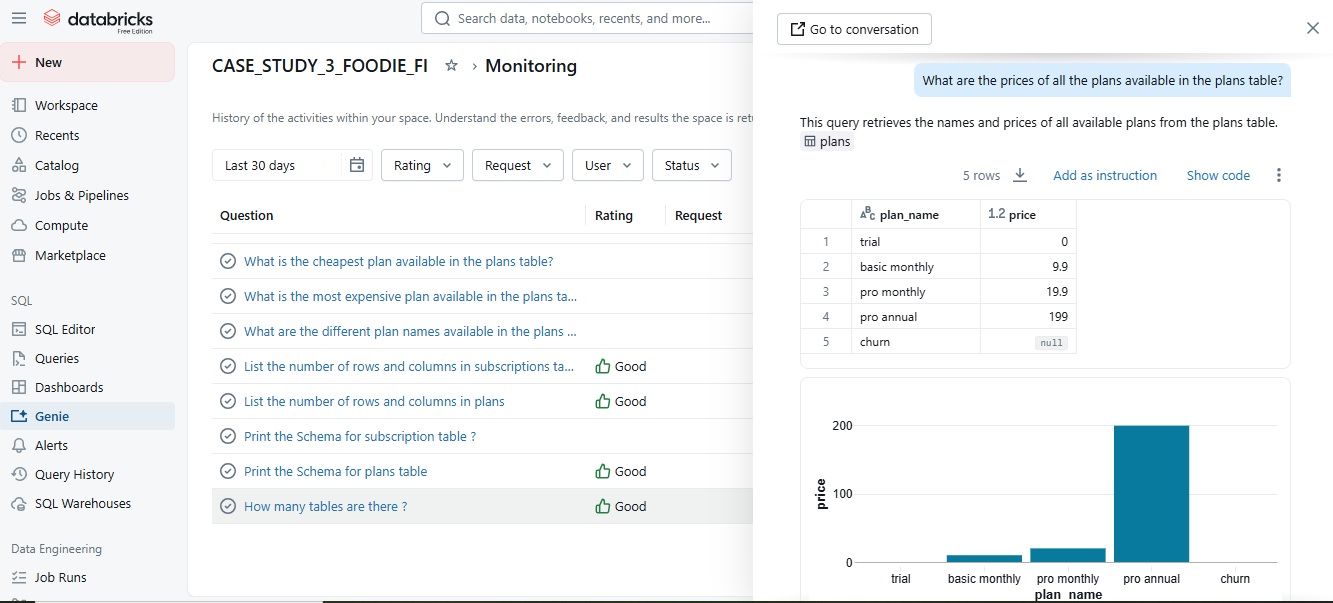 databricks
Free Edition
Search data, notebooks, recents, and more...
New
Workspace
Recents
Catalog
Jobs & Pipelines
Compute
Marketplace
SQL
SQL Editor
Queries
Dashboards
Genie
Alerts
Query History
SQL Warehouses
Data Engineering
Job Runs
CASE_STUDY_3_FOODIE_FI › Monitoring
History of the activities within your space. Understand the errors, feedback, and results the space is
Last 30 days Rating Request User Status
Question Rating Request
What is the cheapest plan available in the plans table?
What is the most expensive plan available in the plans ta...
What are the different plan names available in the plans ...
List the number of rows and columns in subscriptions ta... Good
List the number of rows and columns in plans Good
Print the Schema for subscription table ?
Print the Schema for plans table Good
How many tables are there ? Good
Go to conversation
What are the prices of all the plans available in the plans table?
This query retrieves the names and prices of all available plans from the plans table.
plans
5 rows Add as instruction Show code
ABC plan_name 1.2 price
1 trial 0
2 basic monthly 9.9
3 pro monthly 19.9
4 pro annual 199
5 churn null
200
100
0
price
trial basic monthly pro monthly pro annual churn
plan_name